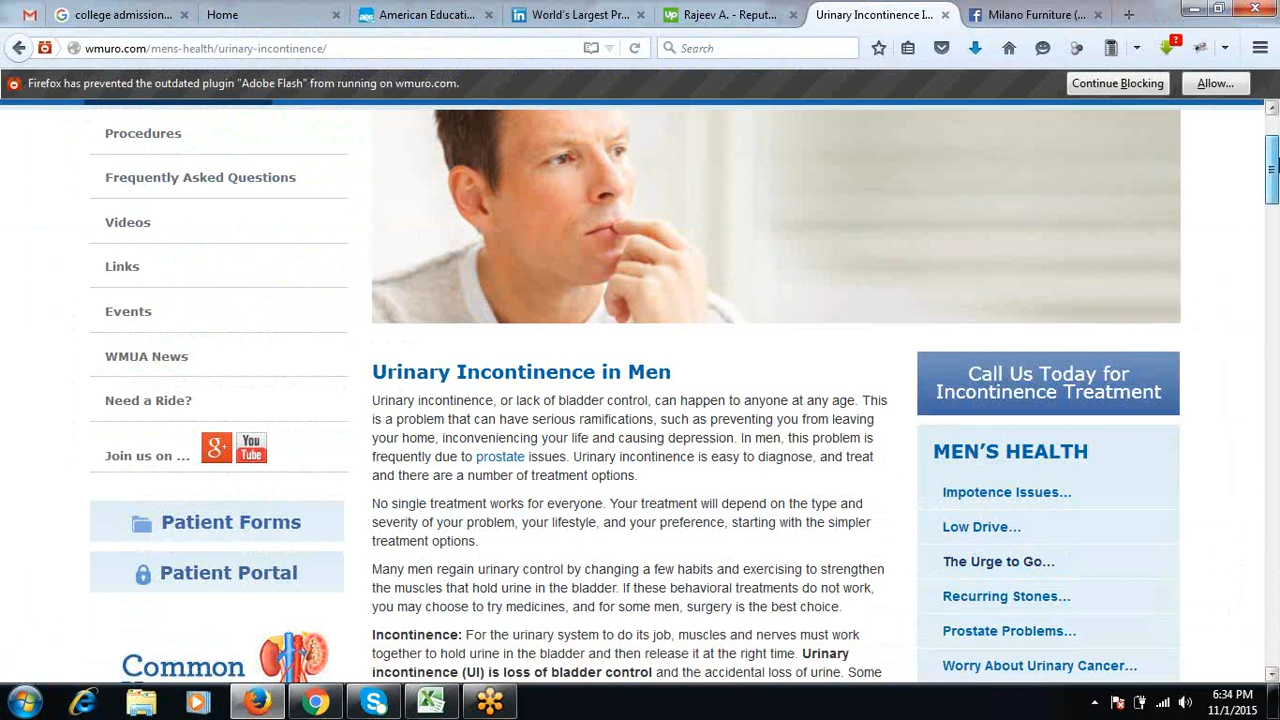 college admission...
Home
American Educati...
World's Largest Pr...
Rajeev A. - Reput...
Urinary Incontinence I...
Milano Furniture (...
wmuro.com/mens-health/urinary-incontinence/
Search
?
Firefox has prevented the outdated plugin "Adobe Flash" from running on wmuro.com.
Continue Blocking
Allow...
Procedures
Frequently Asked Questions
Videos
Links
Events
WMUA News
Need a Ride?
Join us on ...
g+
You
Tube
Patient Forms
Patient Portal
Common
Urinary Incontinence in Men
Urinary incontinence, or lack of bladder control, can happen to anyone at any age. This
is a problem that can have serious ramifications, such as preventing you from leaving
your home, inconveniencing your life and causing depression. In men, this problem is
frequently due to prostate issues. Urinary incontinence is easy to diagnose, and treat
and there are a number of treatment options.
No single treatment works for everyone. Your treatment will depend on the type and
severity of your problem, your lifestyle, and your preference, starting with the simpler
treatment options.
Many men regain urinary control by changing a few habits and exercising to strengthen
the muscles that hold urine in the bladder. If these behavioral treatments do not work,
you may choose to try medicines, and for some men, surgery is the best choice.
Incontinence: For the urinary system to do its job, muscles and nerves must work
together to hold urine in the bladder and then release it at the right time. Urinary
incontinence (UI) is loss of bladder control and the accidental loss of urine. Some
Call Us Today for
Incontinence Treatment
MEN'S HEALTH
Impotence Issues...
Low Drive...
The Urge to Go...
Recurring Stones...
Prostate Problems...
Worry About Urinary Cancer...
6:34 PM
11/1/2015